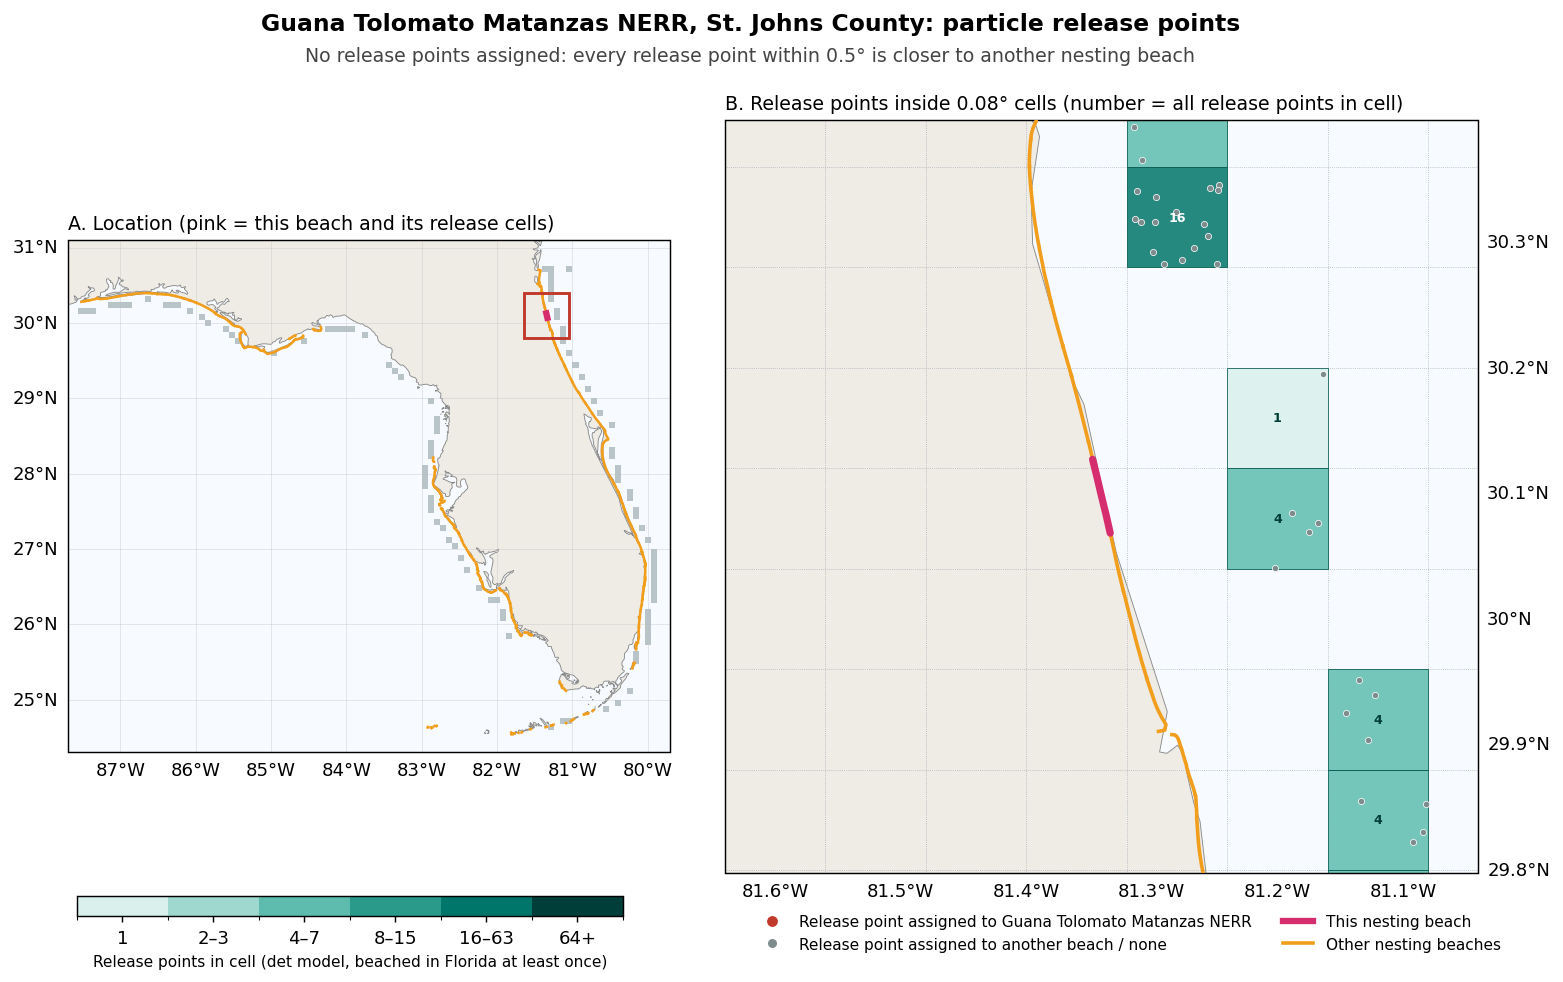 Guana Tolomato Matanzas NERR, St. Johns County: particle release points
No release points assigned: every release point within 0.5° is closer to another nesting beach
A. Location (pink = this beach and its release cells)
31°N
30°N
29°N
28°N
27°N
26°N
25°N
87°W 86°W 85°W 84°W 83°W 82°W 81°W 80°W
B. Release points inside 0.08° cells (number = all release points in cell)
16
1
4
4
4
30.3°N
30.2°N
30.1°N
30°N
29.9°N
29.8°N
81.6°W 81.5°W 81.4°W 81.3°W 81.2°W 81.1°W
1 2–3 4–7 8–15 16–63 64+
Release points in cell (det model, beached in Florida at least once)
Release point assigned to Guana Tolomato Matanzas NERR
Release point assigned to another beach / none
This nesting beach
Other nesting beaches